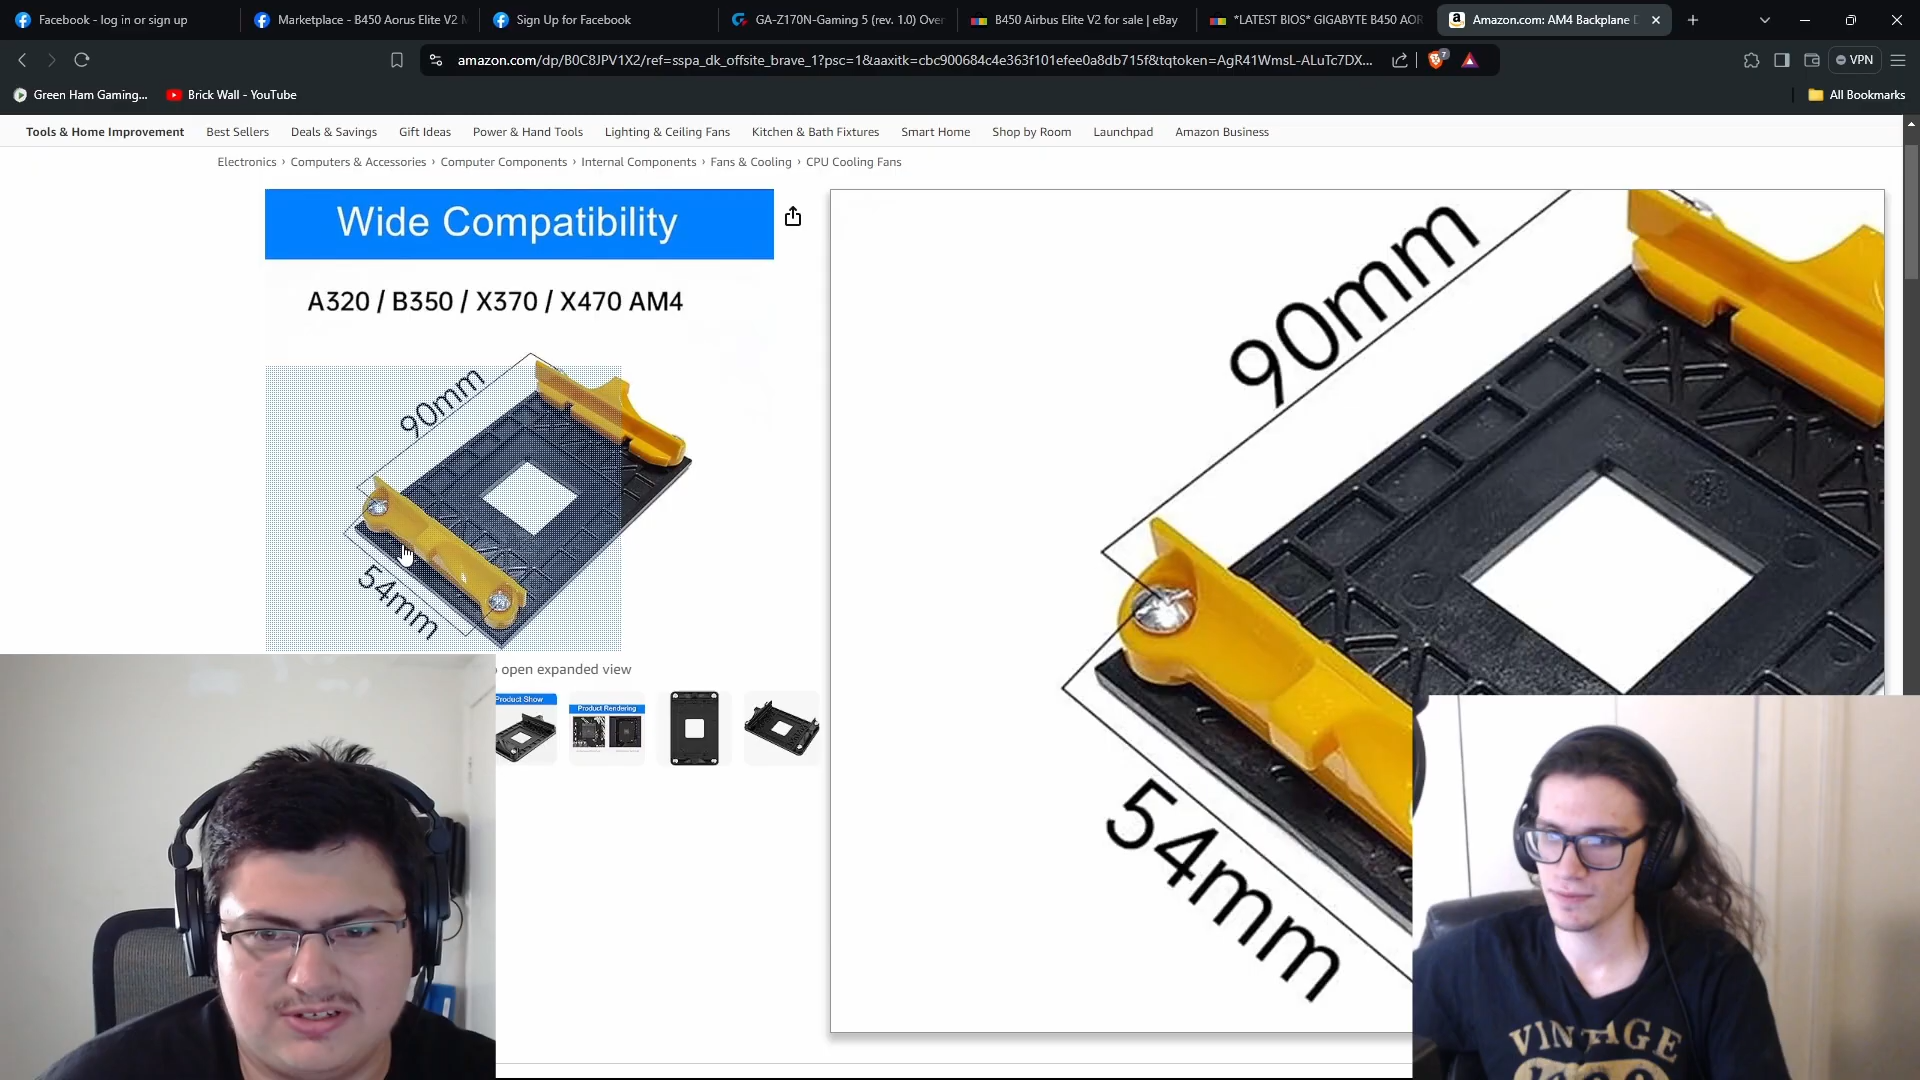 Facebook - log in or sign up
Marketplace - B450 Aorus Elite V2 M
Sign Up for Facebook
GA-Z170N-Gaming 5 (rev. 1.0) Over
B450 Airbus Elite V2 for sale | eBay
*LATEST BIOS* GIGABYTE B450 AOR
Amazon.com: AM4 Backplane D
amazon.com/dp/B0C8JPV1X2/ref=sspa_dk_offsite_brave_1?psc=1&aaxitk=cbc900684c4e363f101efee0a8db715f&tqtoken=AgR41WmsL-ALuTc7DX...
7
VPN
Green Ham Gaming...
Brick Wall - YouTube
All Bookmarks
Tools & Home Improvement
Best Sellers
Deals & Savings
Gift Ideas
Power & Hand Tools
Lighting & Ceiling Fans
Kitchen & Bath Fixtures
Smart Home
Shop by Room
Launchpad
Amazon Business
Electronics › Computers & Accessories › Computer Components › Internal Components › Fans & Cooling › CPU Cooling Fans
Wide Compatibility
A320 / B350 / X370 / X470 AM4
90mm
54mm
90mm
54mm
open expanded view
Product Show
Product Rendering
VINTAGE